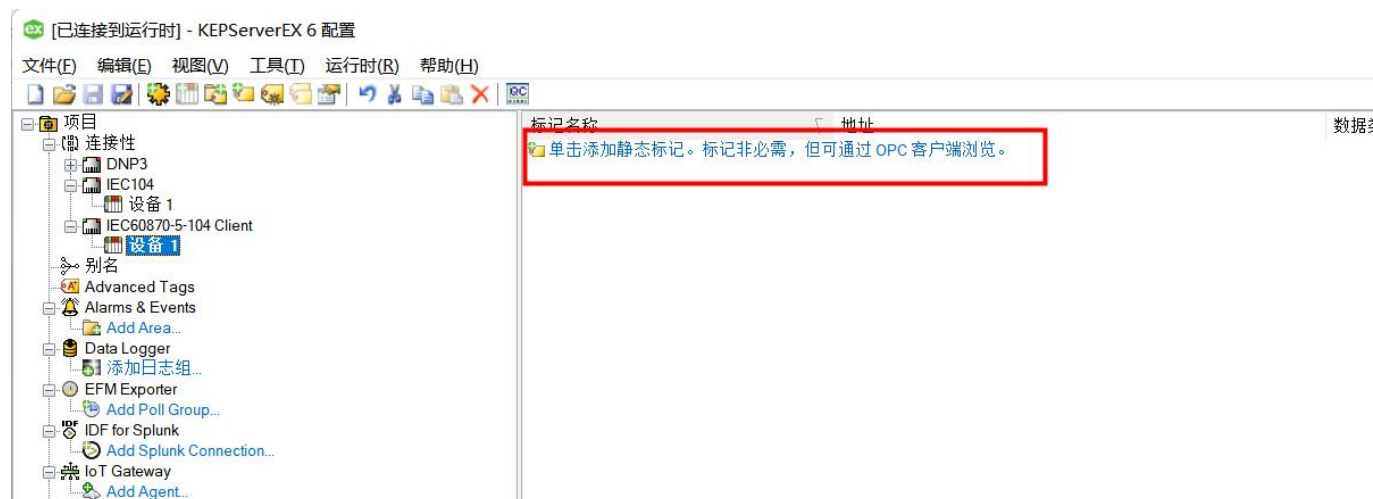 [已连接到运行时] - KEPServerEX 6 配置
文件(F) 编辑(E) 视图(V) 工具(T) 运行时(R) 帮助(H)
项目
连接性
DNP3
IEC104
设备 1
IEC60870-5-104 Client
设备 1
别名
Advanced Tags
Alarms & Events
Add Area...
Data Logger
添加日志组...
EFM Exporter
Add Poll Group...
IDF for Splunk
Add Splunk Connection...
IoT Gateway
Add Agent...
标记名称 地址 数据
单击添加静态标记。标记非必需，但可通过 OPC 客户端浏览。